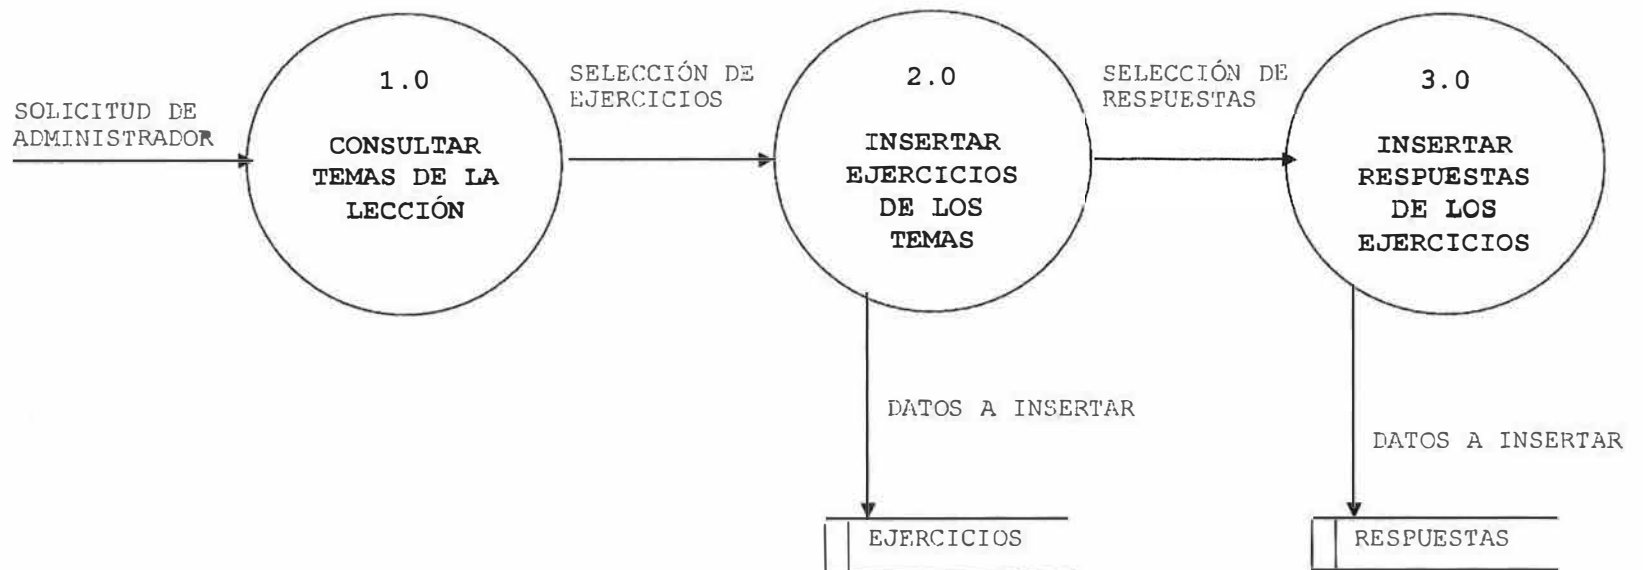 SOLICITUD DE
ADMINISTRADOR
1.0
CONSULTAR
TEMAS DE LA
LECCIÓN
SELECCIÓN DE
EJERCICIOS
2.0
INSERTAR
EJERCICIOS
DE LOS
TEMAS
SELECCIÓN DE
RESPUESTAS
3.0
INSERTAR
RESPUESTAS
DE LOS
EJERCICIOS
DATOS A INSERTAR
DATOS A INSERTAR
EJERCICIOS
RESPUESTAS